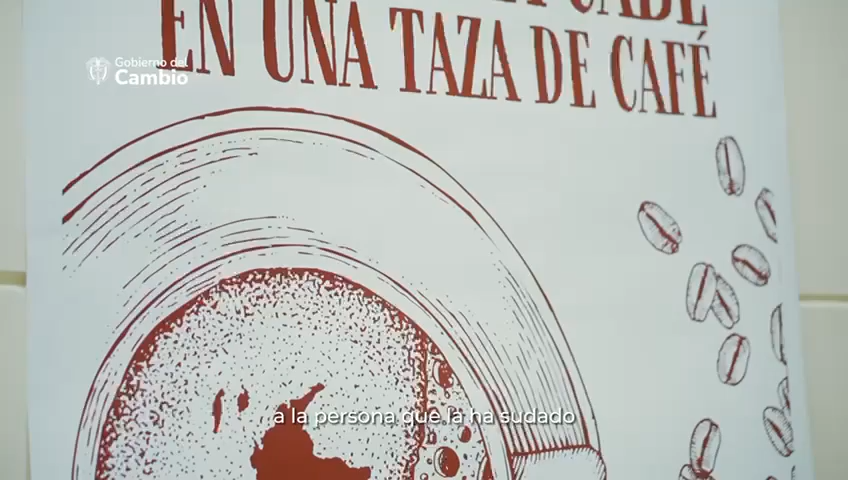 EN UNA TAZA DE CAFÉ
Gobierno del
Cambio
a la persona que la ha sudado